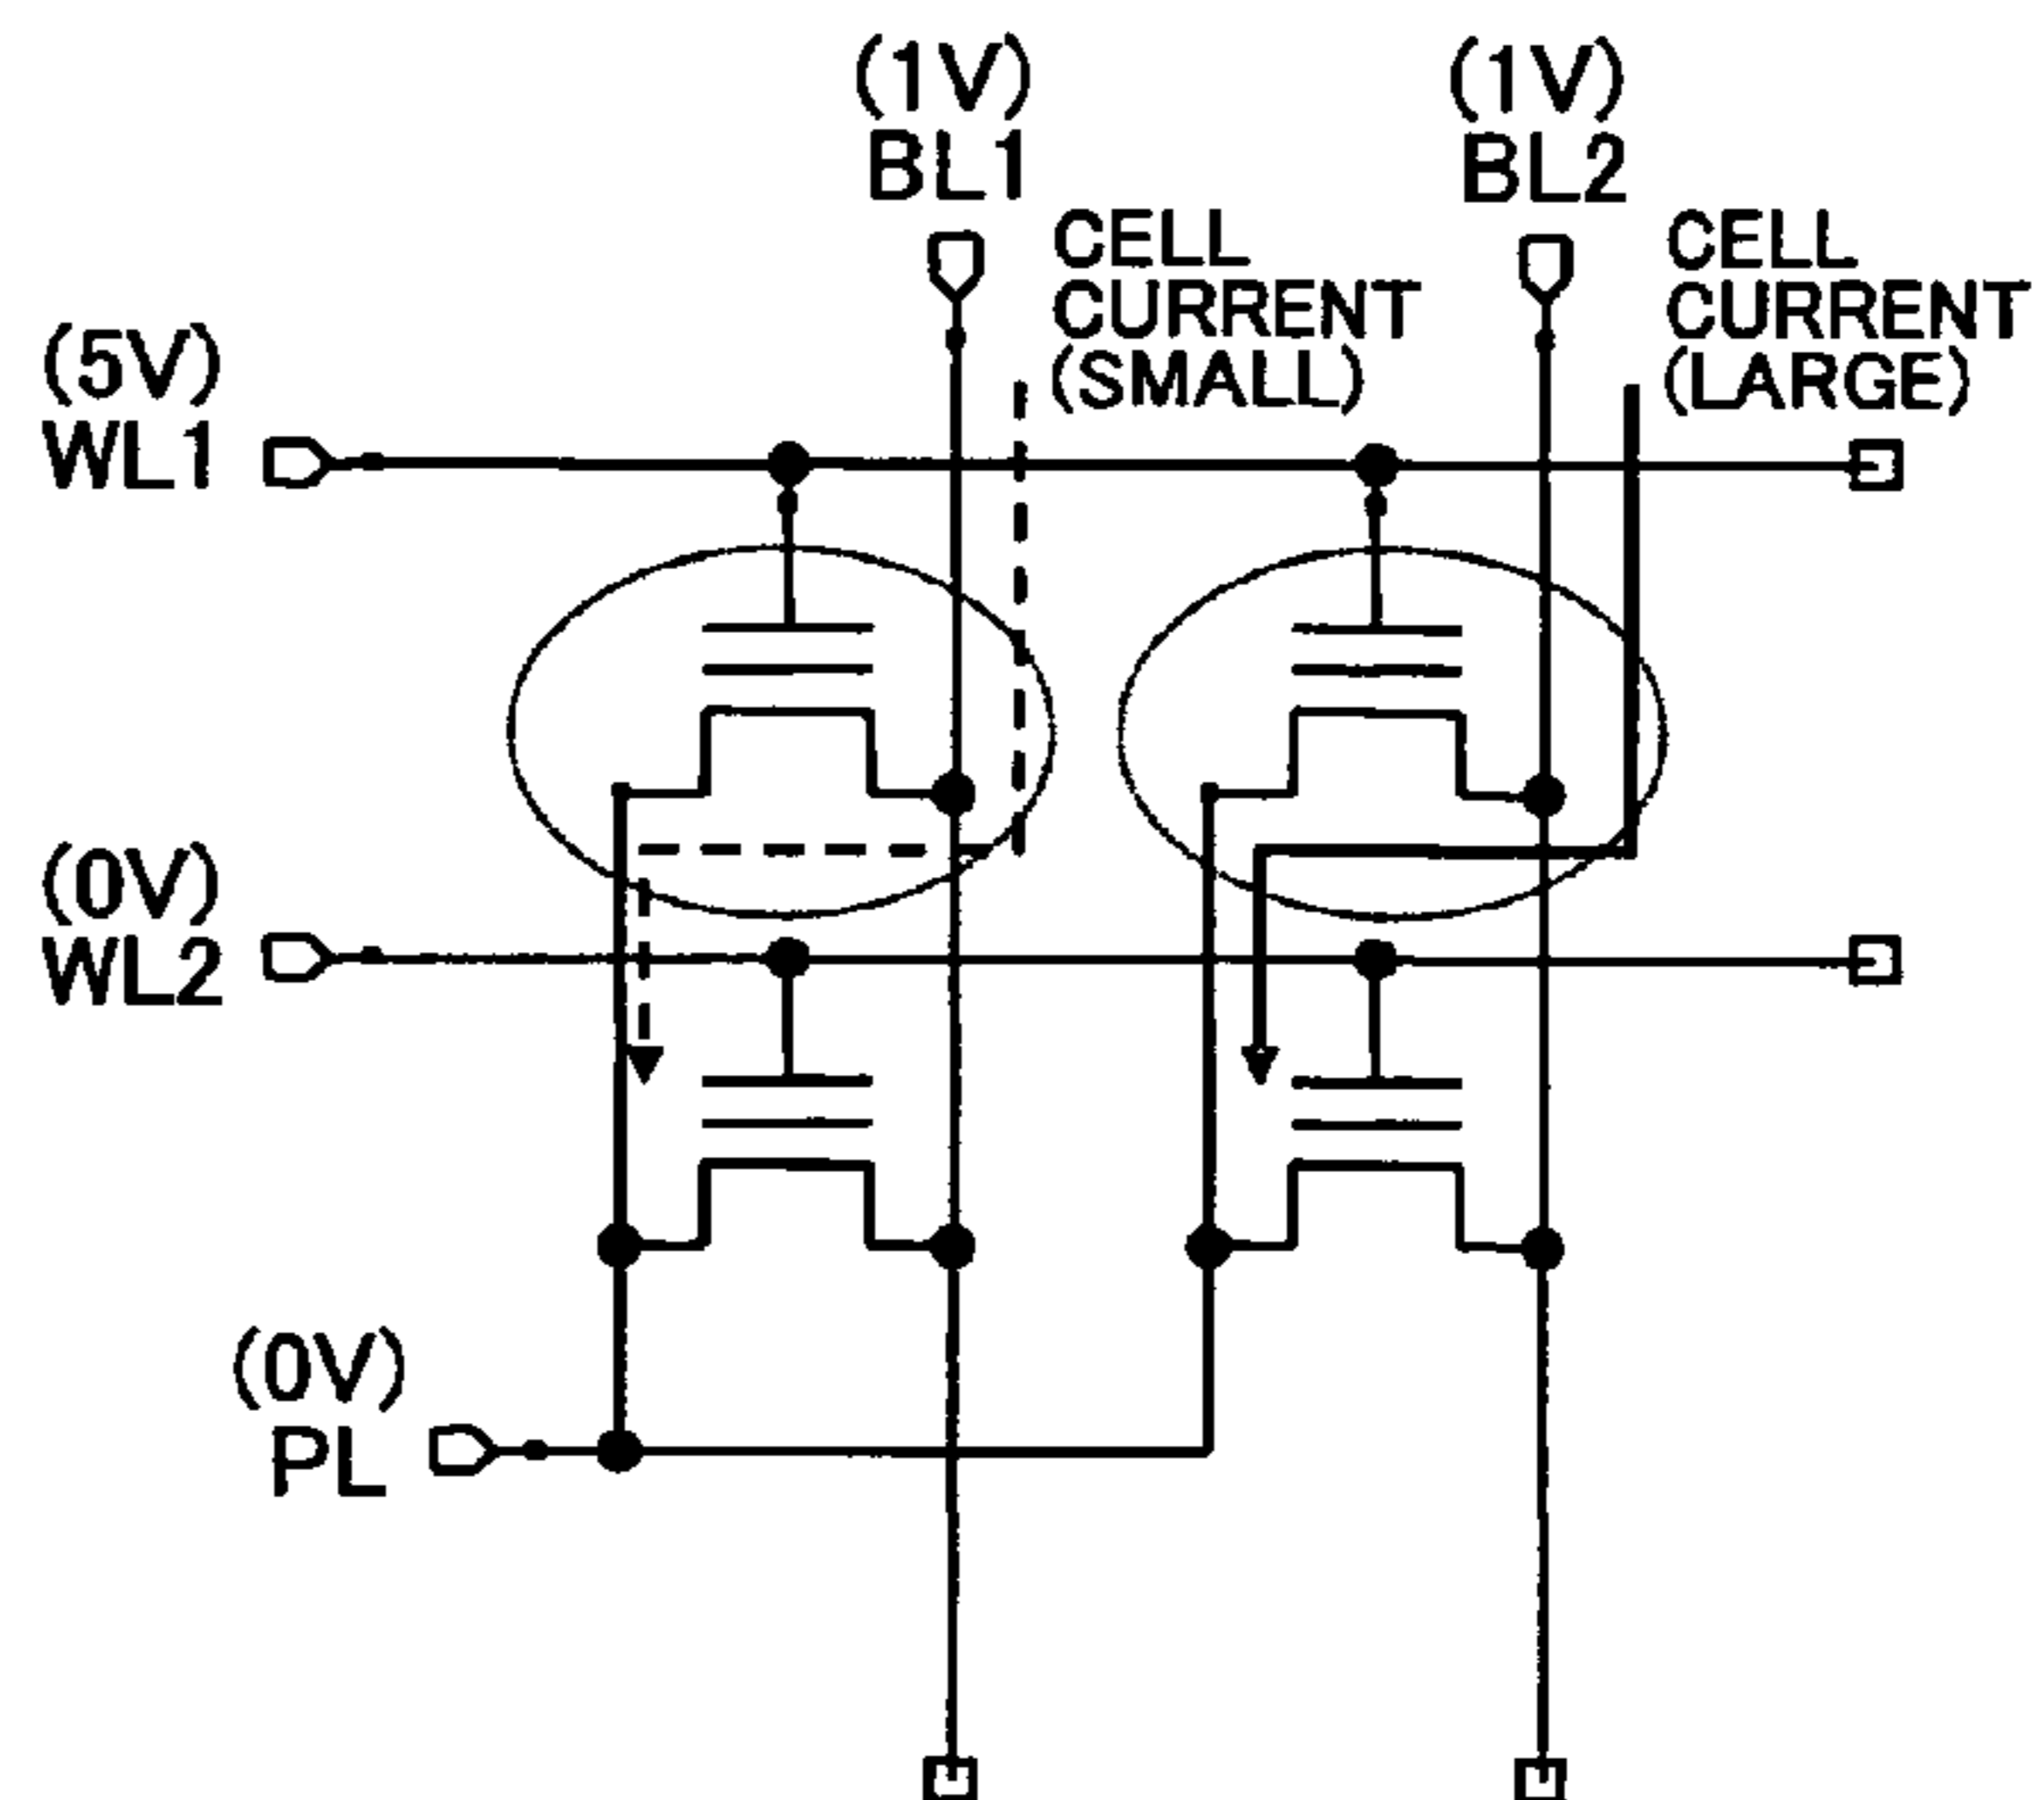 (1V)
BL1
(1V)
BL2
CELL
CURRENT
(SMALL)
CELL
CURRENT
(LARGE)
(5V)
WL1
(0V)
WL2
(0V)
PL